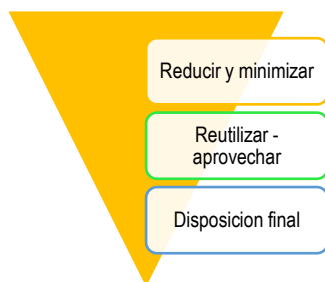 Reducir y minimizar
Reutilizar -
aprovechar
Disposicion final